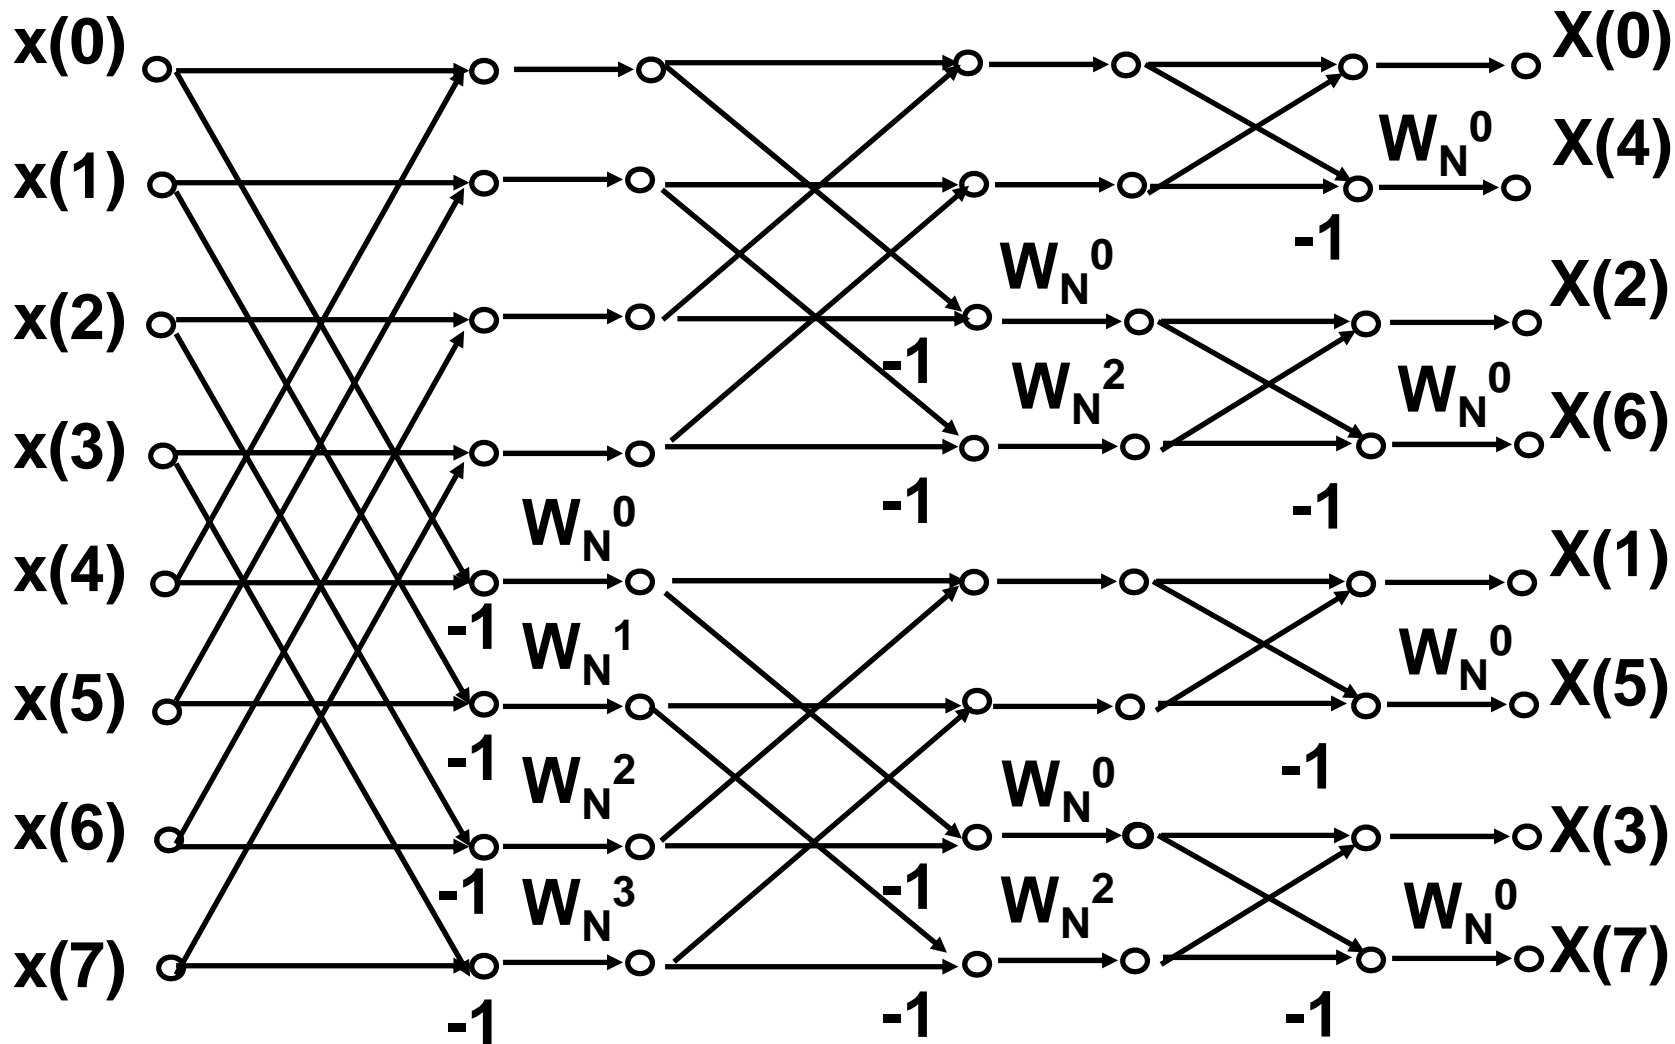 x(0) X(0)
W_N^0 X(4)
x(1)
-1
W_N^0 X(2)
x(2)
-1 W_N^2 W_N^0 X(6)
x(3)
-1 -1
W_N^0 X(1)
x(4)
-1 W_N^1 W_N^0 X(5)
x(5)
-1 -1
W_N^2 W_N^0 X(3)
x(6)
-1 W_N^3 -1 W_N^2 W_N^0 X(7)
x(7)
-1 -1 -1